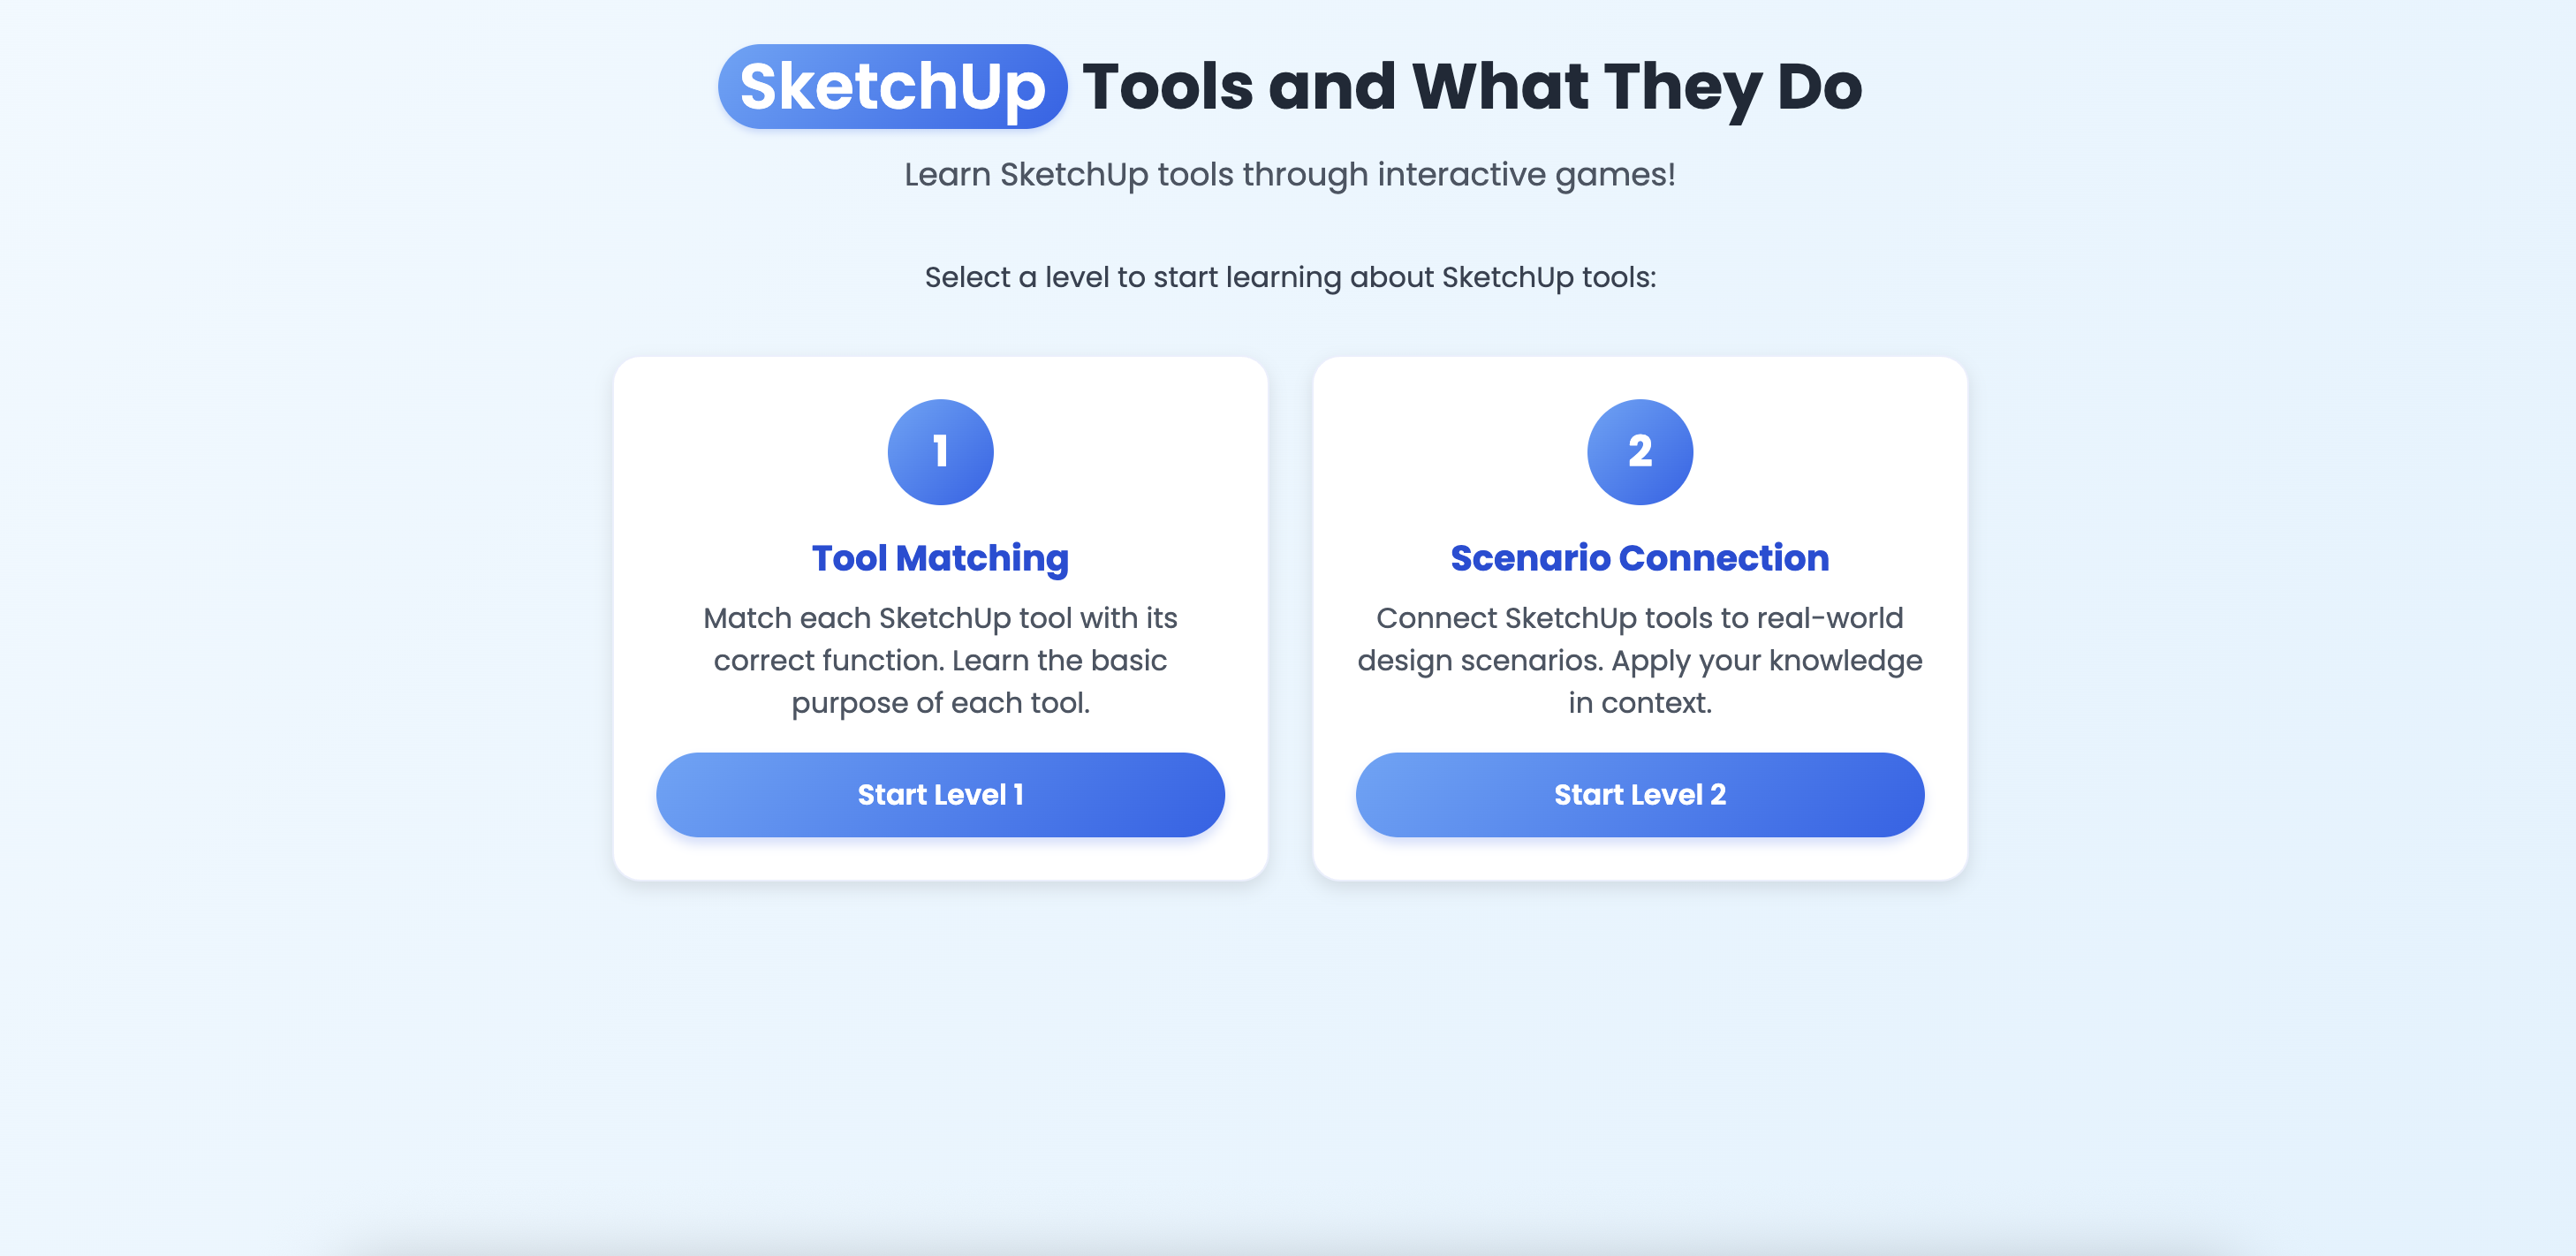 SketchUp Tools and What They Do
Learn SketchUp tools through interactive games!
Select a level to start learning about SketchUp tools:
1
Tool Matching
Match each SketchUp tool with its
correct function. Learn the basic
purpose of each tool.
Start Level 1
2
Scenario Connection
Connect SketchUp tools to real-world
design scenarios. Apply your knowledge
in context.
Start Level 2